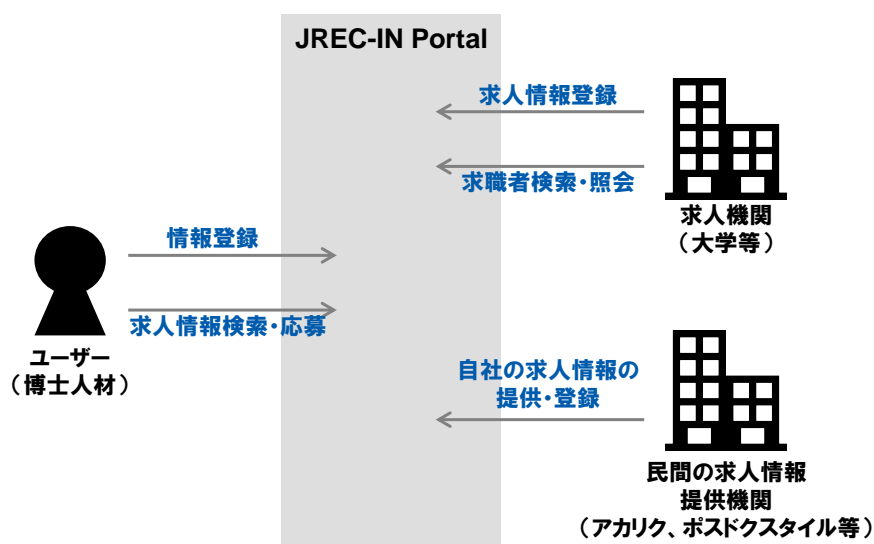 JREC-IN Portal
求人情報登録
求職者検索・照会
求人機関
（大学等）
情報登録
求人情報検索・応募
ユーザー
（博士人材）
自社の求人情報の
提供・登録
民間の求人情報
提供機関
（アカリク、ポスドクスタイル等）